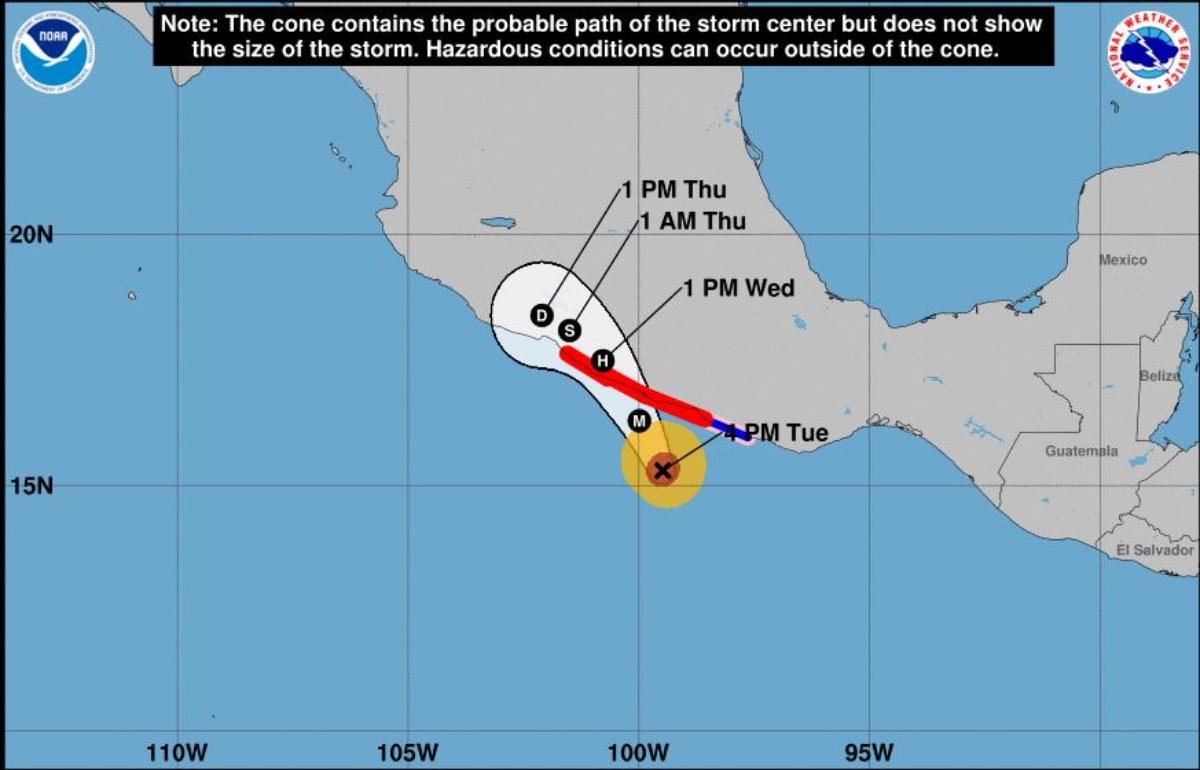 Note: The cone contains the probable path of the storm center but does not show
the size of the storm. Hazardous conditions can occur outside of the cone.
NOAA
NATIONAL WEATHER SERVICE
1 PM Thu
1 AM Thu
20N
Mexico
1 PM Wed
D
S
H
Belize
M
4 PM Tue
Guatemala
15N
El Salvador
110W
105W
100W
95W